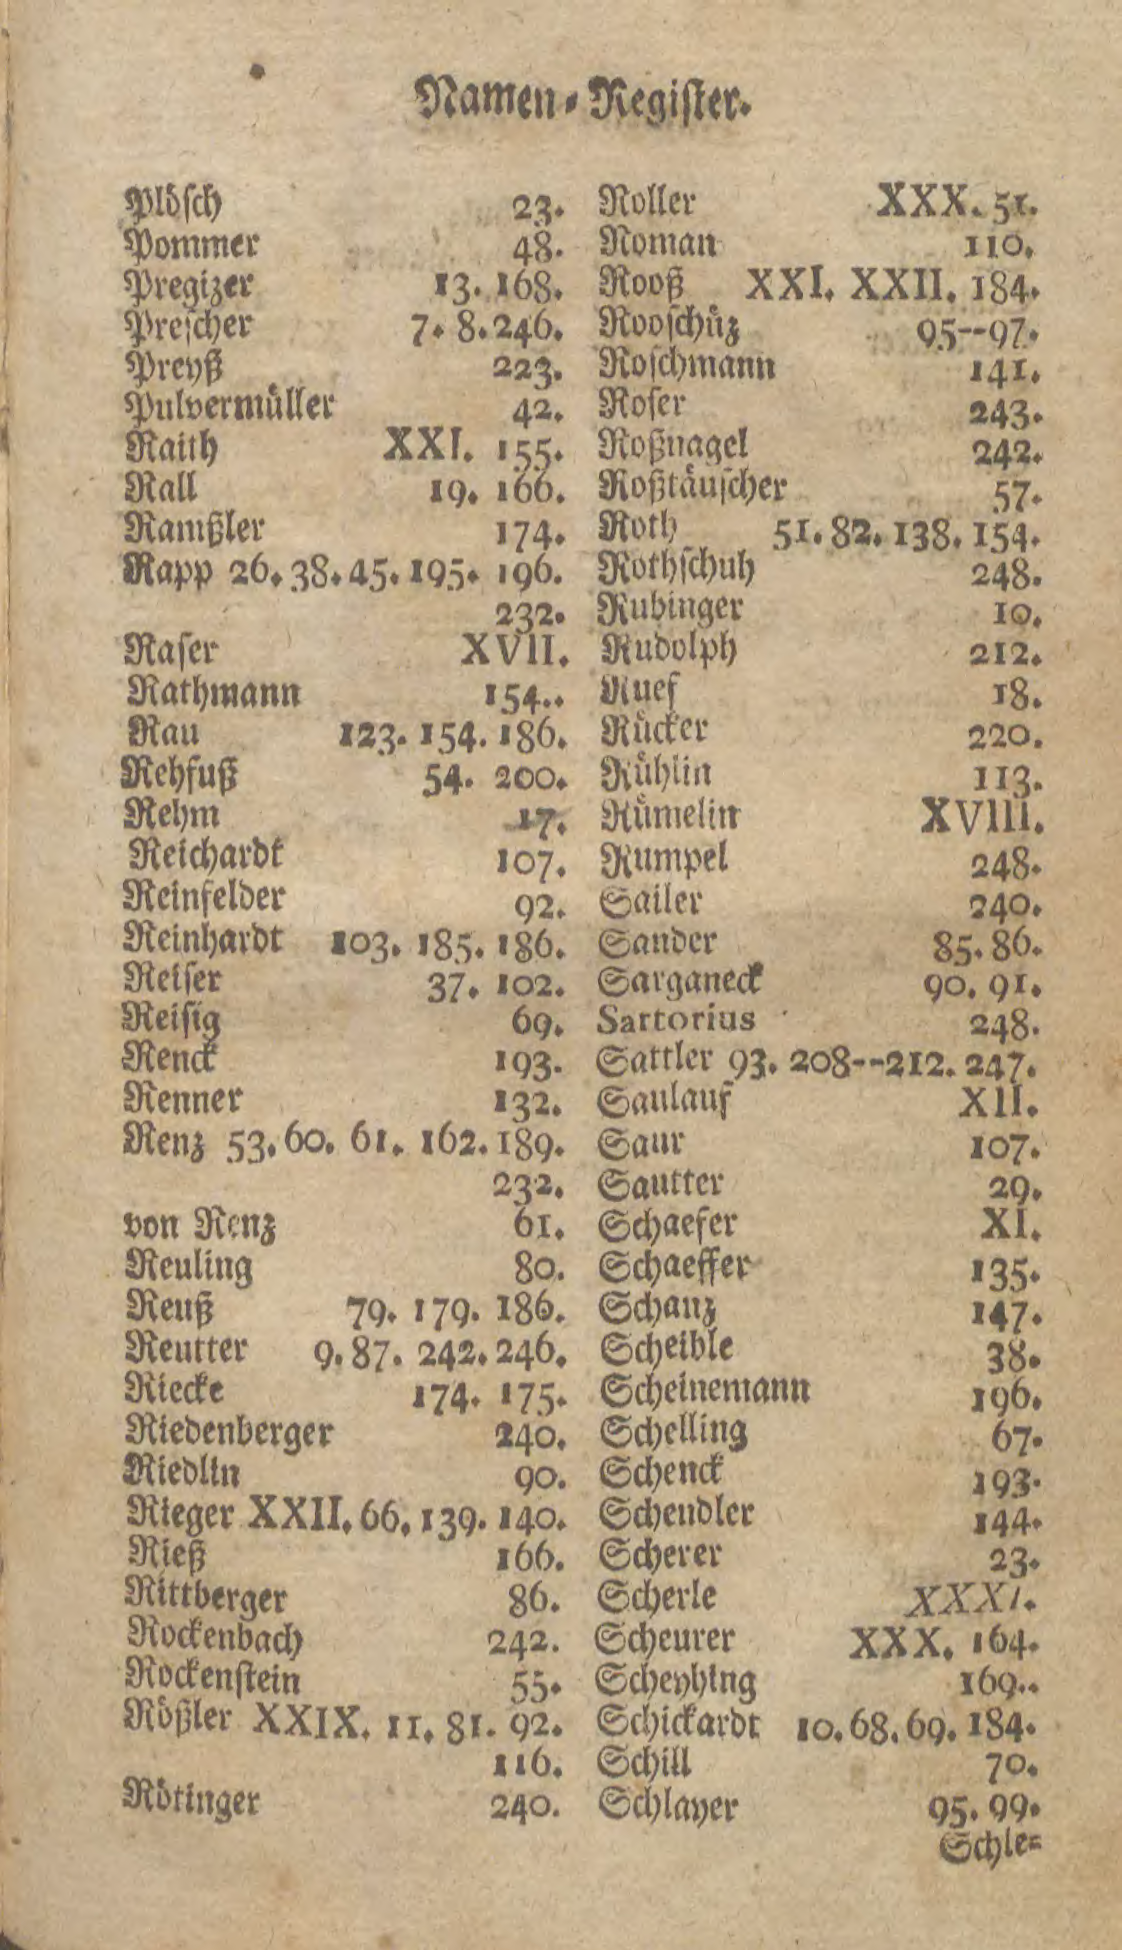 Namen-Register.
Plösch 23.
Pommer 48.
Pregizer 13. 168.
Prescher 7. 8. 246.
Preyß 223.
Pulvermüller 42.
Raith XXI. 155.
Rall 19. 166.
Ramßler 174.
Rapp 26. 38. 45. 195. 196.
232.
Raser XVII.
Rathmann 154..
Rau 123. 154. 186.
Rehfuß 54. 200.
Rehm 17.
Reichardt 107.
Reinfelder 92.
Reinhardt 103. 185. 186.
Reiser 37. 102.
Reisig 69.
Renck 193.
Renner 132.
Renz 53. 60. 61. 162. 189.
232.
von Renz 61.
Reuling 80.
Reuß 79. 179. 186.
Reutter 9. 87. 242. 246.
Riecke 174. 175.
Riedenberger 240.
Riedlin 90.
Rieger XXII. 66. 139. 140.
Rieß 166.
Rittberger 86.
Rockenbach 242.
Rockenstein 55.
Rößler XXIX. 11. 81. 92.
116.
Rötinger 240.
Roller XXX. 51.
Roman 110.
Rooß XXI. XXII. 184.
Rooschüz 95--97.
Roschmann 141.
Roser 243.
Roßnagel 242.
Roßtäuscher 57.
Roth 51. 82. 138. 154.
Rothschuh 248.
Rubinger 10.
Rudolph 212.
Ruef 18.
Rücker 220.
Rühlin 113.
Rümelin XVIII.
Rumpel 248.
Sailer 240.
Sander 85. 86.
Sarganeck 90. 91.
Sartorius 248.
Sattler 93. 208--212. 247.
Saulauf XII.
Saur 107.
Sautter 29.
Schaefer XI.
Schaeffer 135.
Schanz 147.
Scheible 38.
Scheinemann 196.
Schelling 67.
Schenck 193.
Schendler 144.
Scherer 23.
Scherle XXXI.
Scheurer XXX. 164.
Scheyhing 169..
Schickardt 10. 68. 69. 184.
Schill 70.
Schlayer 95. 99.
Schle-